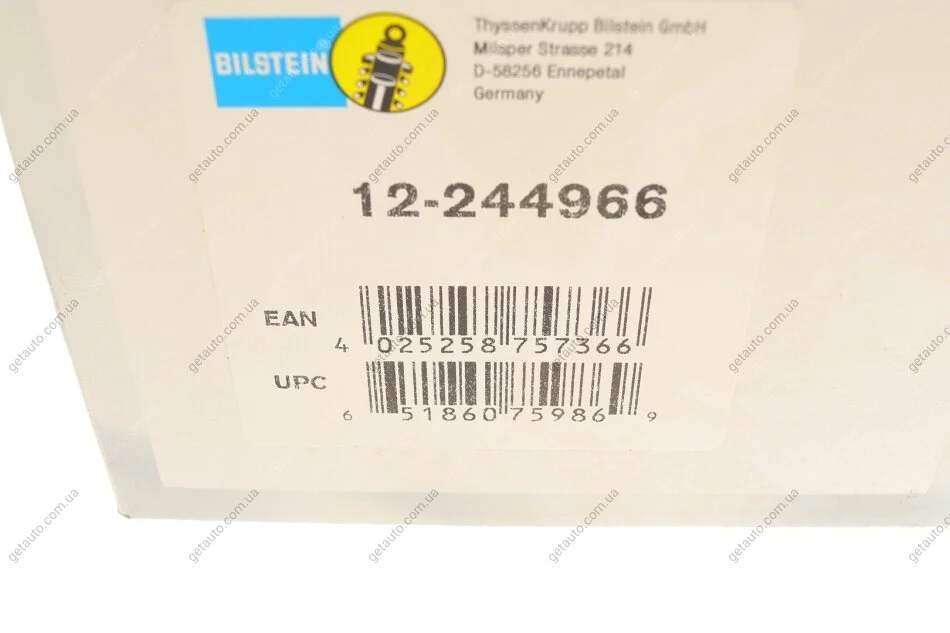 BILSTEIN
ThyssenKrupp Bilstein GmbH
Milsper Strasse 214
D-58256 Ennepetal
Germany
12-244966
EAN
4 025258 757366
UPC
6 51860 75986 9
getauto.com.ua